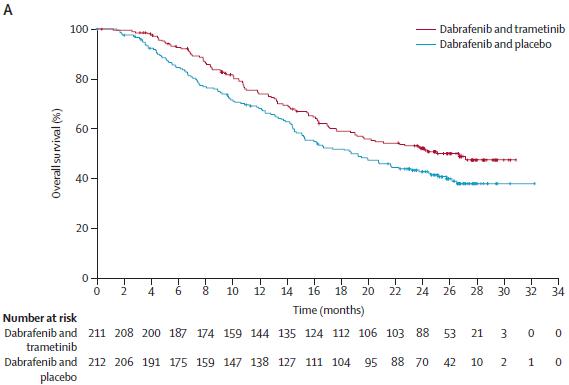 A
Dabrafenib and trametinib
Dabrafenib and placebo
Overall survival (%)
100
80
60
40
20
0
0 2 4 6 8 10 12 14 16 18 20 22 24 26 28 30 32 34
Time (months)
Number at risk
Dabrafenib and 211 208 200 187 174 159 144 135 124 112 106 103 88 53 21 3 0 0
trametinib
Dabrafenib and 212 206 191 175 159 147 138 127 111 104 95 88 70 42 10 2 1 0
placebo